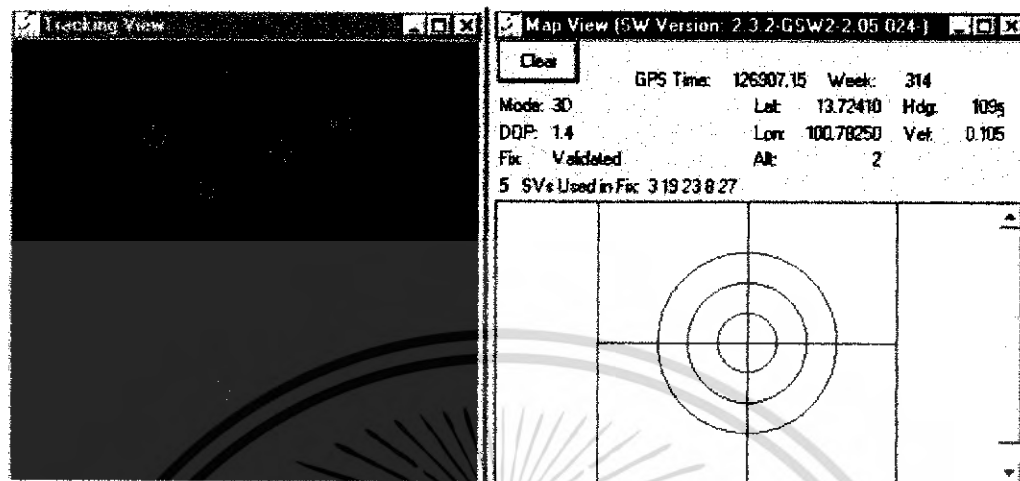 Tracking View
Map View (SW Version: 2.3.2-GSW2-2.05.024-)
Clear
GPS Time: 126907.15 Week: 314
Mode: 3D Lat: 13.72410 Hdg:
DOP: 1.4 Lon: 100.78250 Vel: 0.105
Fix: Validated Alt: 2
5 SVs Used in Fix: 3 19 23 8 27